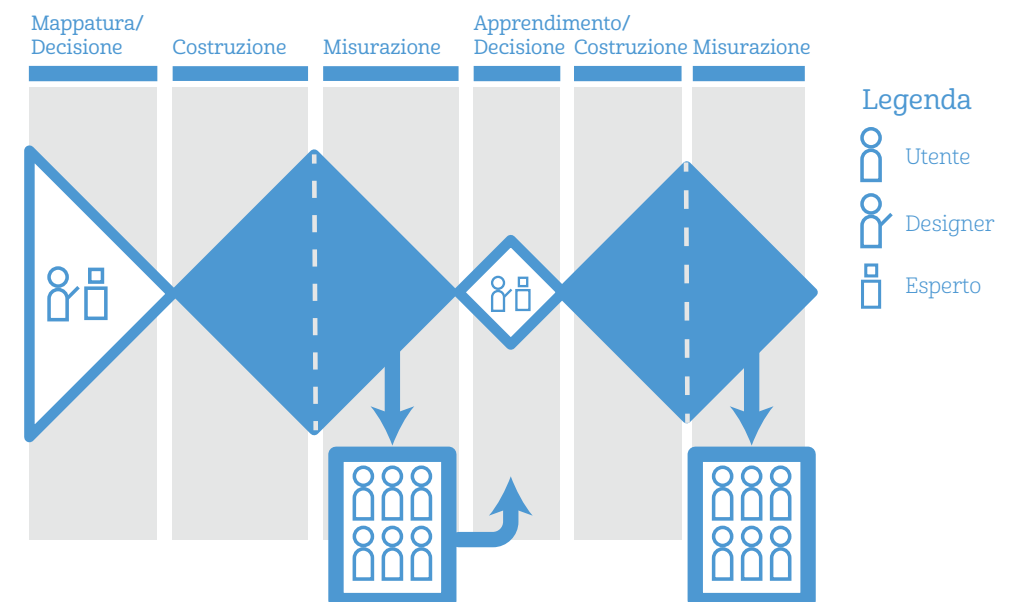 Mappatura/
Decisione
Costruzione
Misurazione
Apprendimento/
Decisione
Costruzione
Misurazione
Legenda
Utente
Designer
Esperto